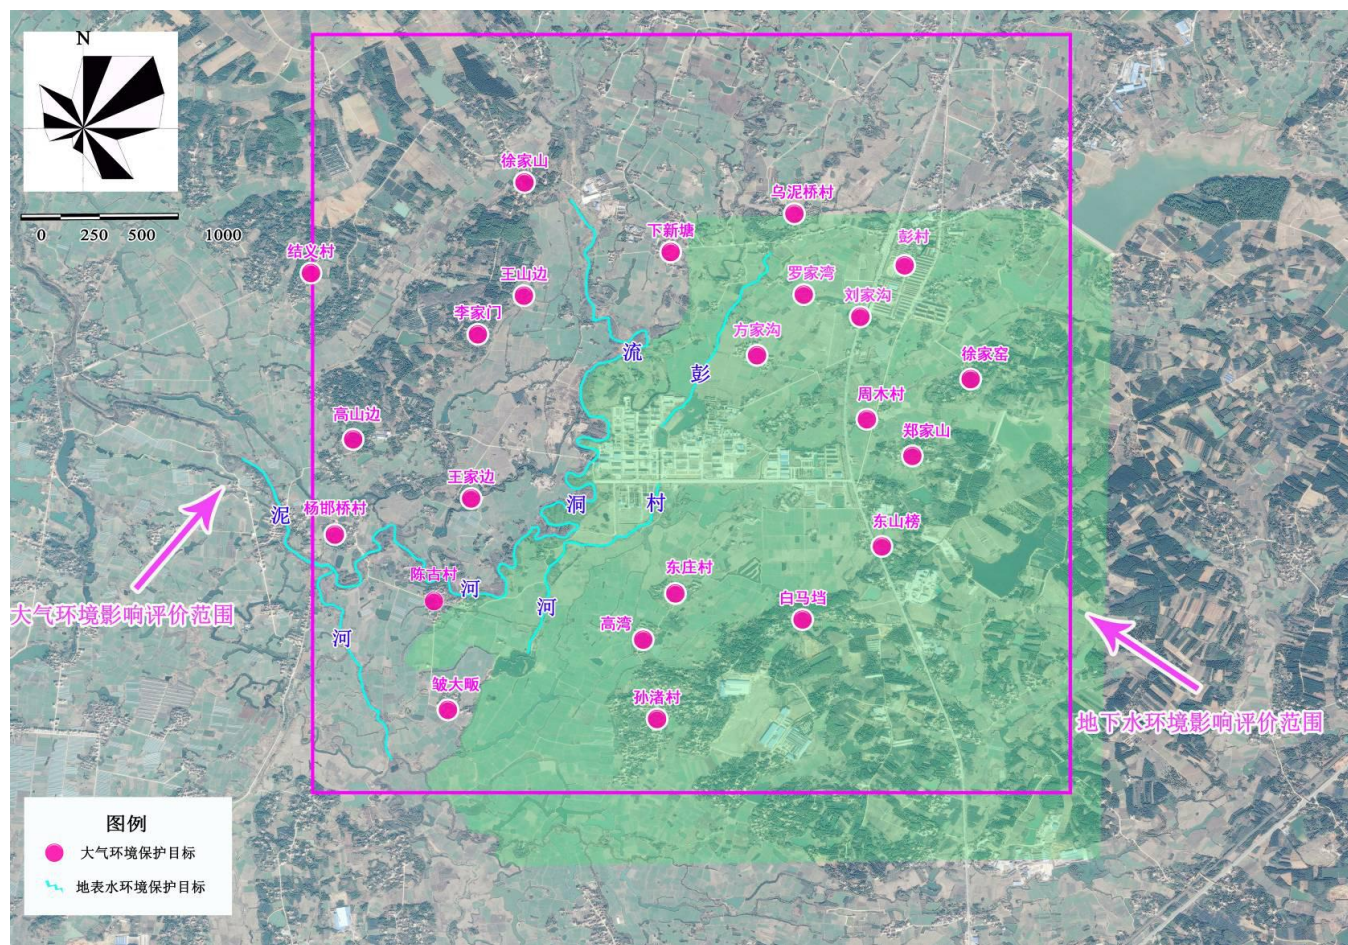 N
0 250 500 1000
徐家山
乌泥桥村
下新塘
彭村
结义村
王山边
罗家湾
刘家沟
李家门
方家沟
流
徐家窑
彭
周木村
高山边
郑家山
王家边
洞
村
杨邯桥村
泥
东山榜
东庄村
陈古村
河
白马垱
河
大气环境影响评价范围
高湾
河
皱大畈
孙渚村
地下水环境影响评价范围
图例
大气环境保护目标
地表水环境保护目标